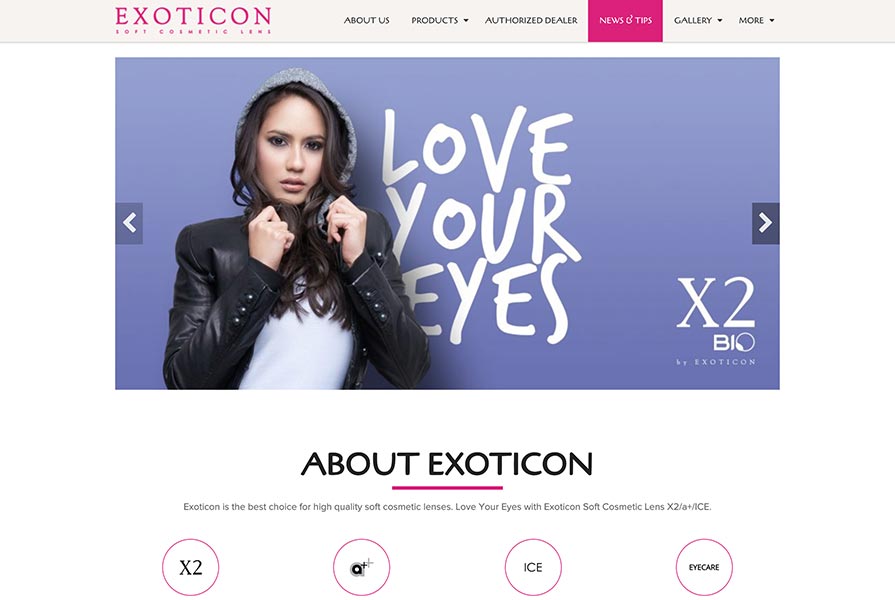 EXOTICON
SOFT COSMETIC LENS
ABOUT US PRODUCTS AUTHORIZED DEALER NEWS & TIPS GALLERY MORE
LOVE
YOUR
EYES
X2
BIO
by EXOTICON
ABOUT EXOTICON
Exoticon is the best choice for high quality soft cosmetic lenses. Love Your Eyes with Exoticon Soft Cosmetic Lens X2/a+/ICE.
X2 a+ ICE EYECARE